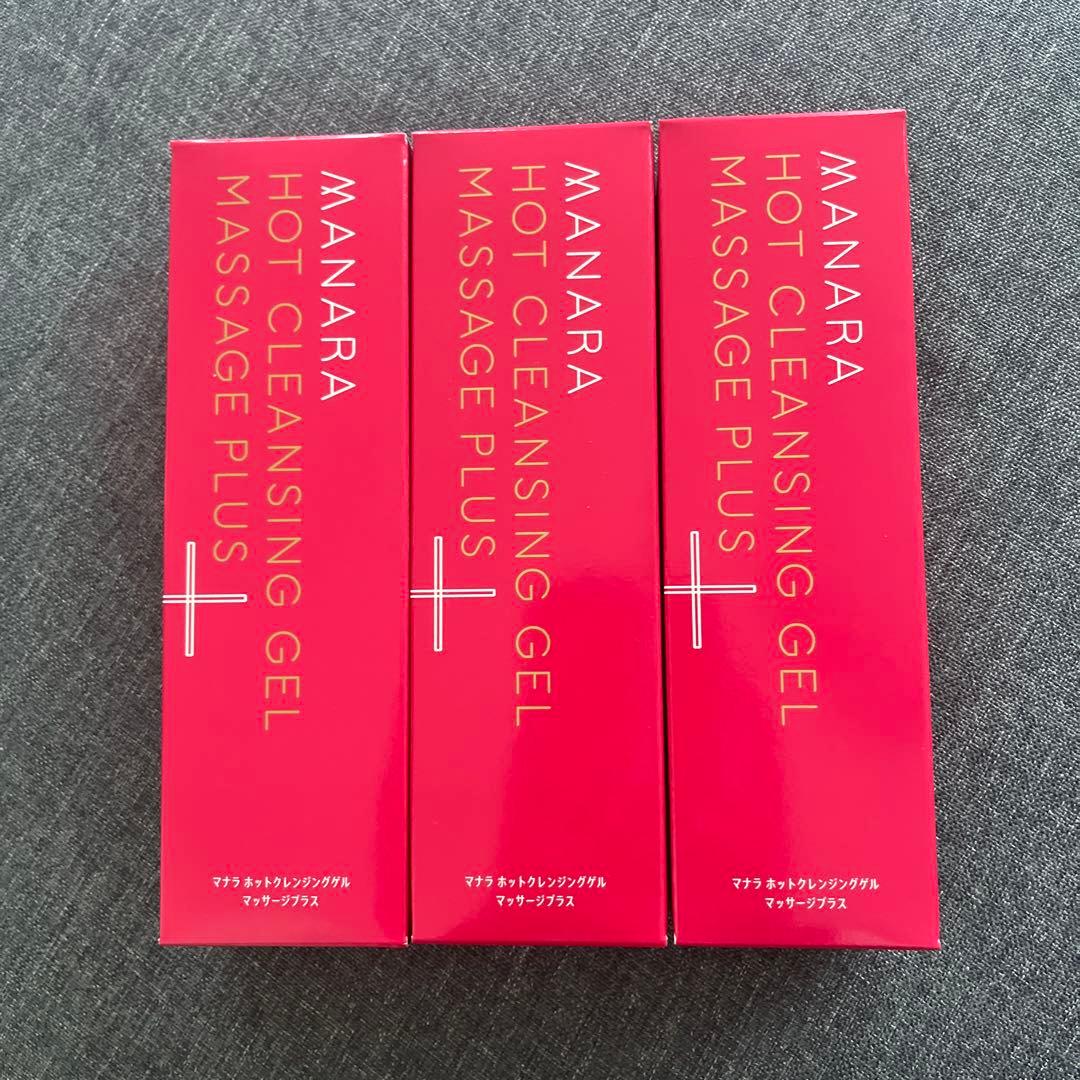 MANARA
HOT CLEANSING GEL
MASSAGE PLUS
マナラ ホットクレンジングゲル
マッサージプラス
MANARA
HOT CLEANSING GEL
MASSAGE PLUS
マナラ ホットクレンジングゲル
マッサージプラス
MANARA
HOT CLEANSING GEL
MASSAGE PLUS
マナラ ホットクレンジングゲル
マッサージプラス